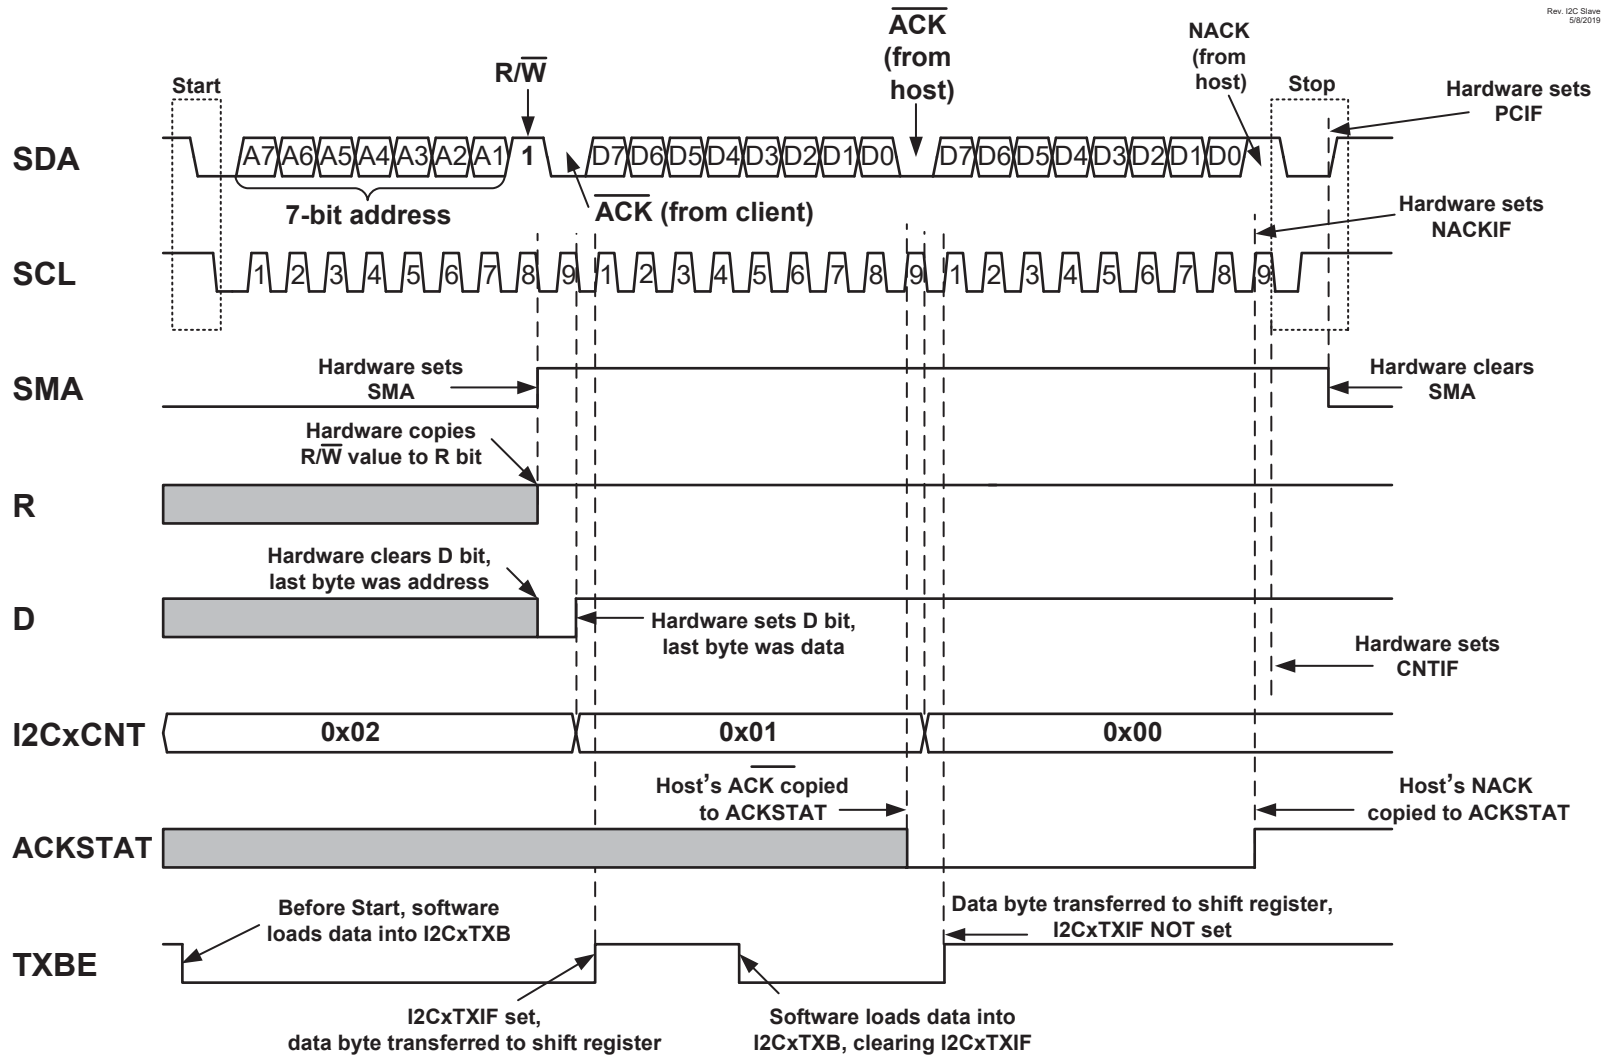 Rev. I2C Slave
5/8/2019
ACK
(from
host)
NACK
(from
host)
R/W
Start
Stop
Hardware sets
PCIF
SDA
A7 A6 A5 A4 A3 A2 A1 1 D7 D6 D5 D4 D3 D2 D1 D0 D7 D6 D5 D4 D3 D2 D1 D0
7-bit address
ACK (from client)
Hardware sets
NACKIF
SCL
1 2 3 4 5 6 7 8 9 1 2 3 4 5 6 7 8 9 1 2 3 4 5 6 7 8 9
SMA
Hardware sets
SMA
Hardware clears
SMA
Hardware copies
R/W value to R bit
R
Hardware clears D bit,
last byte was address
D
Hardware sets D bit,
last byte was data
Hardware sets
CNTIF
I2CxCNT
0x02
0x01
0x00
Host's ACK copied
to ACKSTAT
Host's NACK
copied to ACKSTAT
ACKSTAT
Before Start, software
loads data into I2CxTXB
Data byte transferred to shift register,
I2CxTXIF NOT set
TXBE
I2CxTXIF set,
data byte transferred to shift register
Software loads data into
I2CxTXB, clearing I2CxTXIF